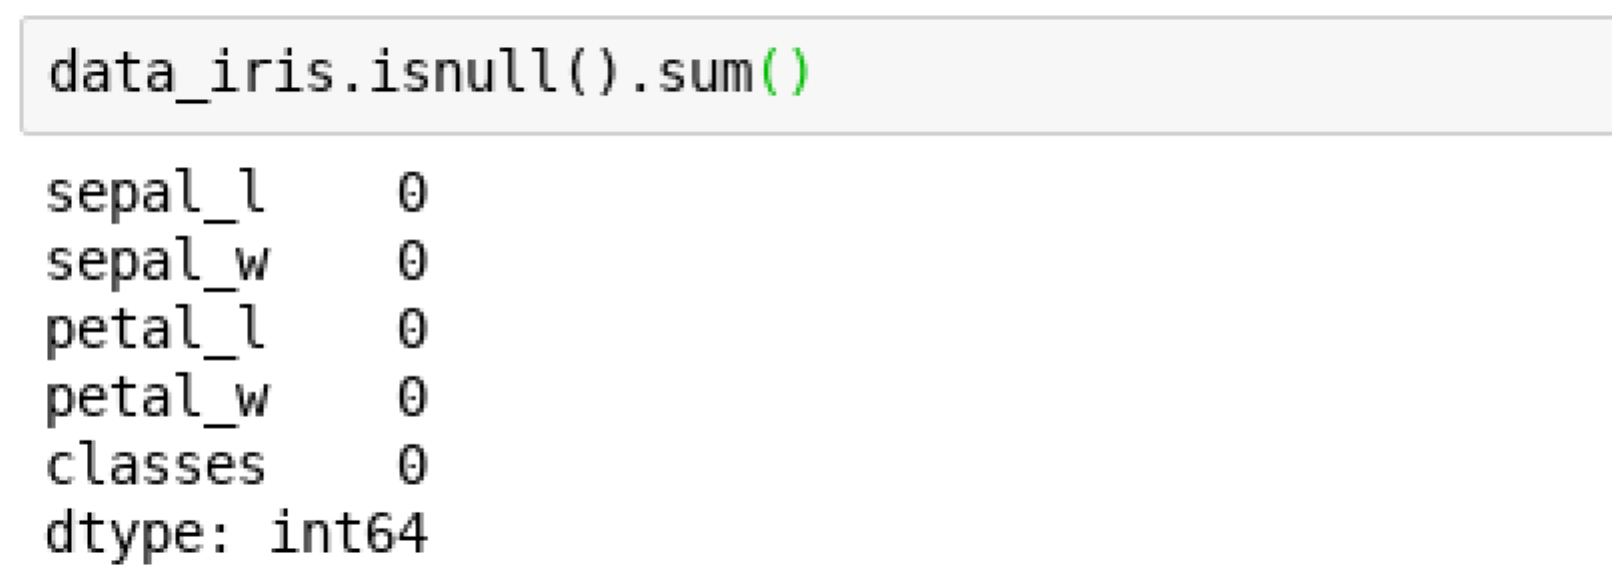 data_iris.isnull().sum()
sepal_l 0
sepal_w 0
petal_l 0
petal_w 0
classes 0
dtype: int64